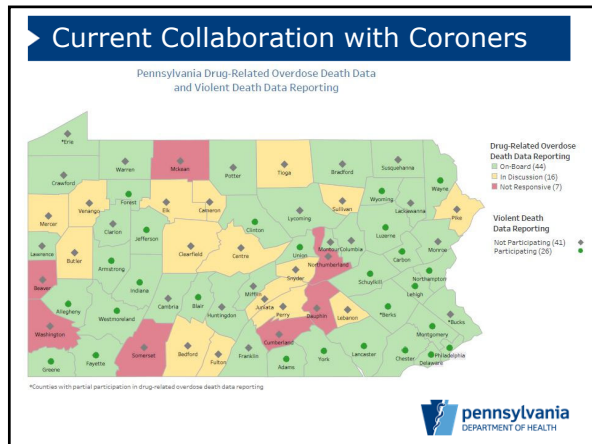 Current Collaboration with Coroners
Pennsylvania Drug-Related Overdose Death Data
and Violent Death Data Reporting
*Erie
Warren
Mckean
Potter
Tioga
Bradford
Susquehanna
Wayne
Crawford
Forest
Elk
Cameron
Sullivan
Wyoming
Lackawanna
Pike
Mercer
Venango
Clarion
Jefferson
Clinton
Lycoming
Luzerne
Monroe
Lawrence
Butler
Armstrong
Clearfield
Centre
Union
Montour
Columbia
Northumberland
Carbon
Northampton
Beaver
Allegheny
Indiana
Cambria
Blair
Huntingdon
Mifflin
Juniata
Snyder
Perry
Dauphin
Schuylkill
Lehigh
Lebanon
*Berks
*Bucks
Montgomery
Washington
Westmoreland
Greene
Fayette
Somerset
Bedford
Fulton
Franklin
Cumberland
Adams
York
Lancaster
Chester
Delaware
Philadelphia
Drug-Related Overdose
Death Data Reporting
On-Board (44)
In Discussion (16)
Not Responsive (7)
Violent Death
Data Reporting
Not Participating (41)
Participating (26)
*Counties with partial participation in drug-related overdose death data reporting
pennsylvania
DEPARTMENT OF HEALTH